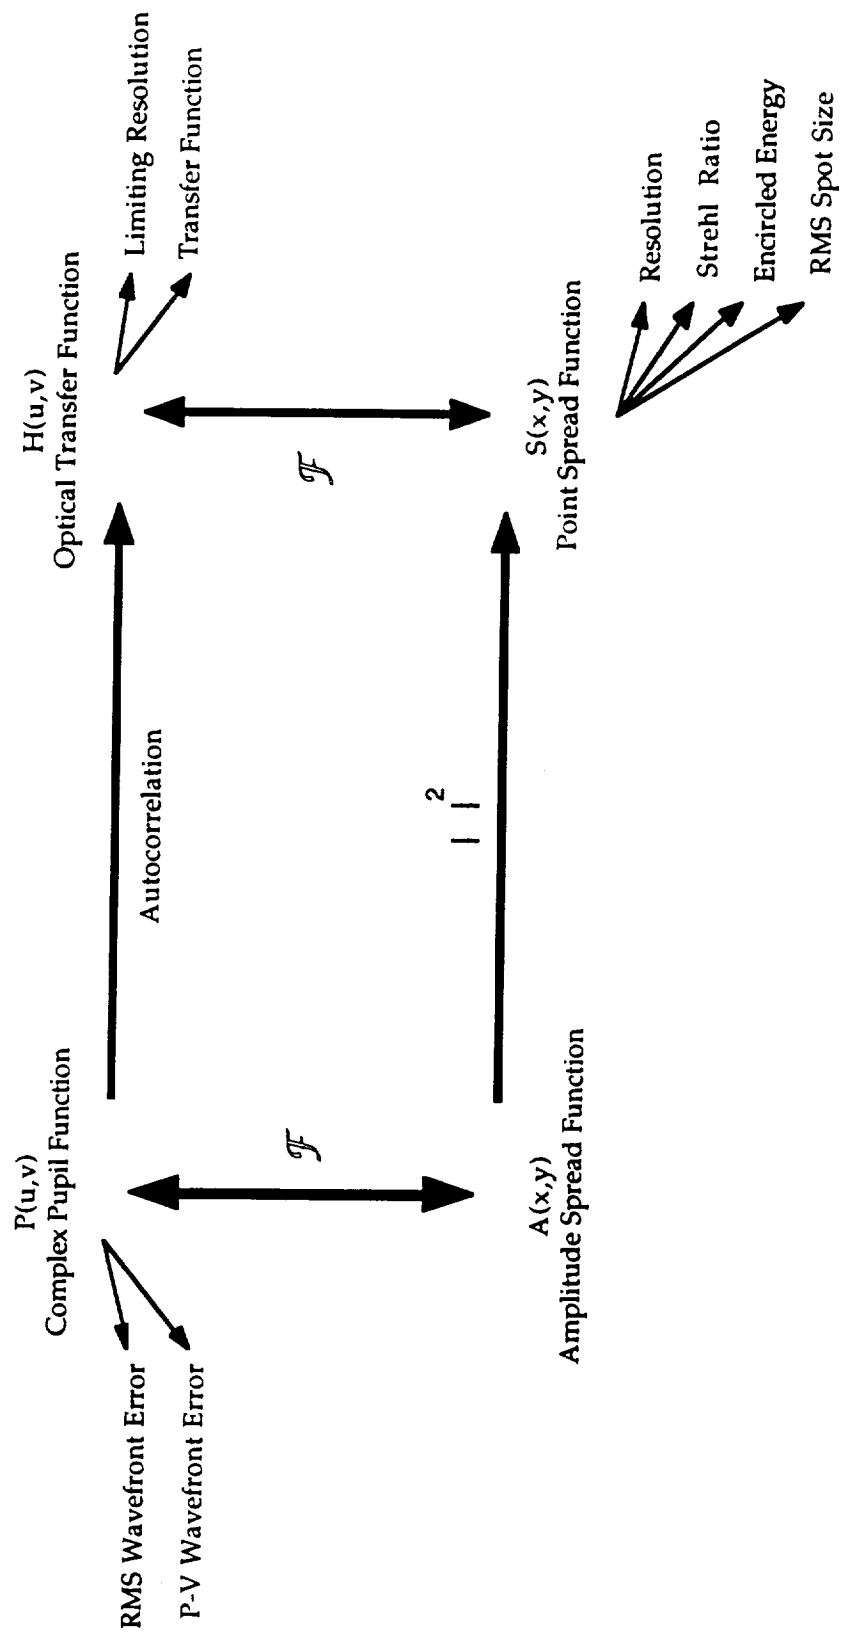 P(u,v)
Complex Pupil Function
RMS Wavefront Error
P-V Wavefront Error
Autocorrelation
H(u,v)
Optical Transfer Function
Limiting Resolution
Transfer Function
ℱ
ℱ
A(x,y)
Amplitude Spread Function
| |²
S(x,y)
Point Spread Function
Resolution
Strehl Ratio
Encircled Energy
RMS Spot Size